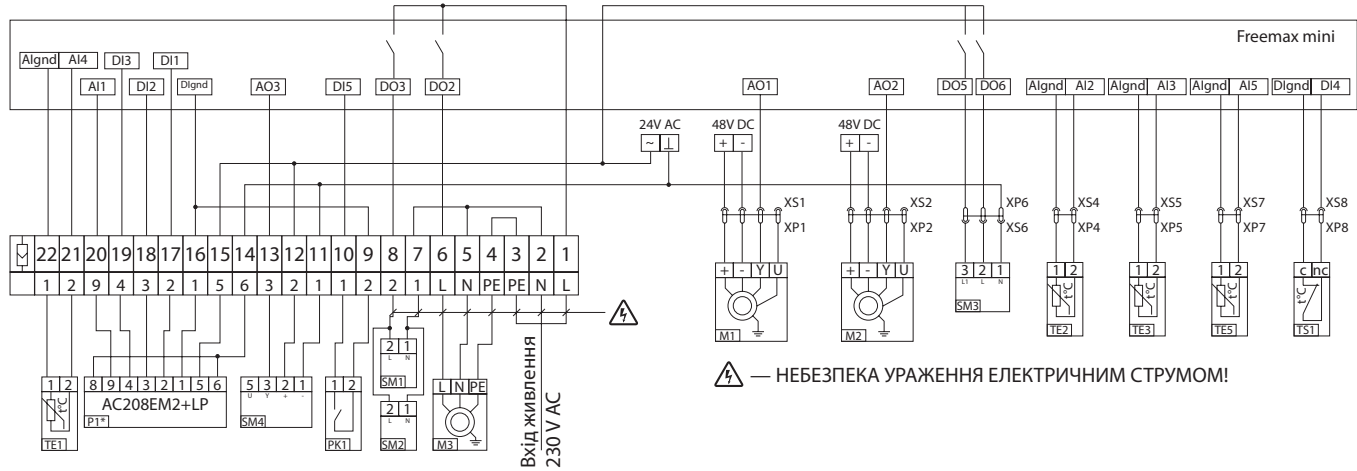 Freemax mini
AIgnd AI4 DI3 DI1
AI1 DI2 DIgnd AO3 DI5 DO3 DO2 AO1 AO2 DO5 DO6 AIgnd AI2 AIgnd AI3 AIgnd AI5 DIgnd DI4
24V AC 48V DC 48V DC
~ ⊥ + - + -
XS1 XS2 XP6 XS4 XS5 XS7 XS8
XP1 XP2 XS6 XP4 XP5 XP7 XP8
22 21 20 19 18 17 16 15 14 13 12 11 10 9 8 7 6 5 4 3 2 1
1 2 9 4 3 2 1 5 6 3 2 1 1 2 2 1 L N PE PE N L
+ - Y U + - Y U 3 2 1 1 2 1 2 1 2 c nc
L1 L N
t°C t°C t°C t°C
M1 M2 SM3 TE2 TE3 TE5 TS1
2 1
L N
SM1
1 2 8 9 4 3 2 1 5 6 5 3 2 1 1 2 L N PE
U Y + -
t°C AC208EM2+LP
2 1
L N
TE1 P1* SM4 PK1 SM2 M3
Вхід живлення
230 V AC
— НЕБЕЗПЕКА УРАЖЕННЯ ЕЛЕКТРИЧНИМ СТРУМОМ!